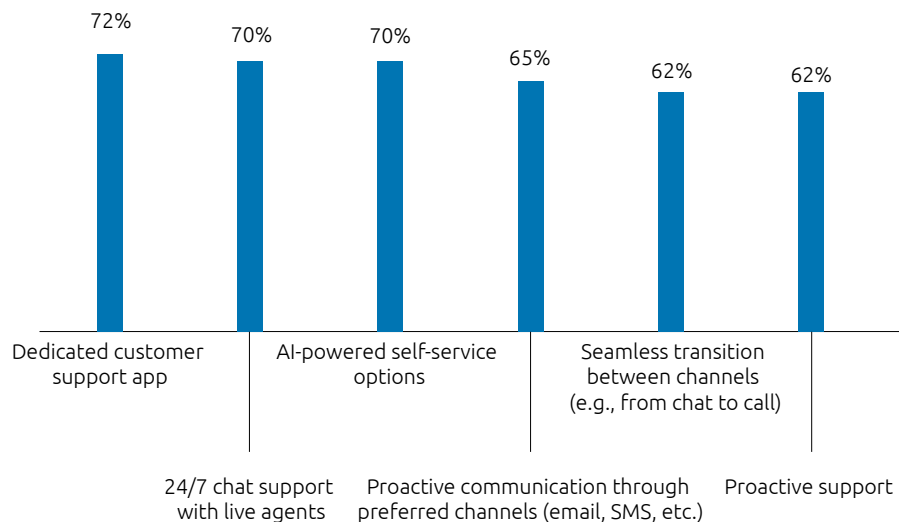 72%
70%
70%
65%
62%
62%
Dedicated customer
support app
AI-powered self-service
options
Seamless transition
between channels
(e.g., from chat to call)
24/7 chat support
with live agents
Proactive communication through
preferred channels (email, SMS, etc.)
Proactive support